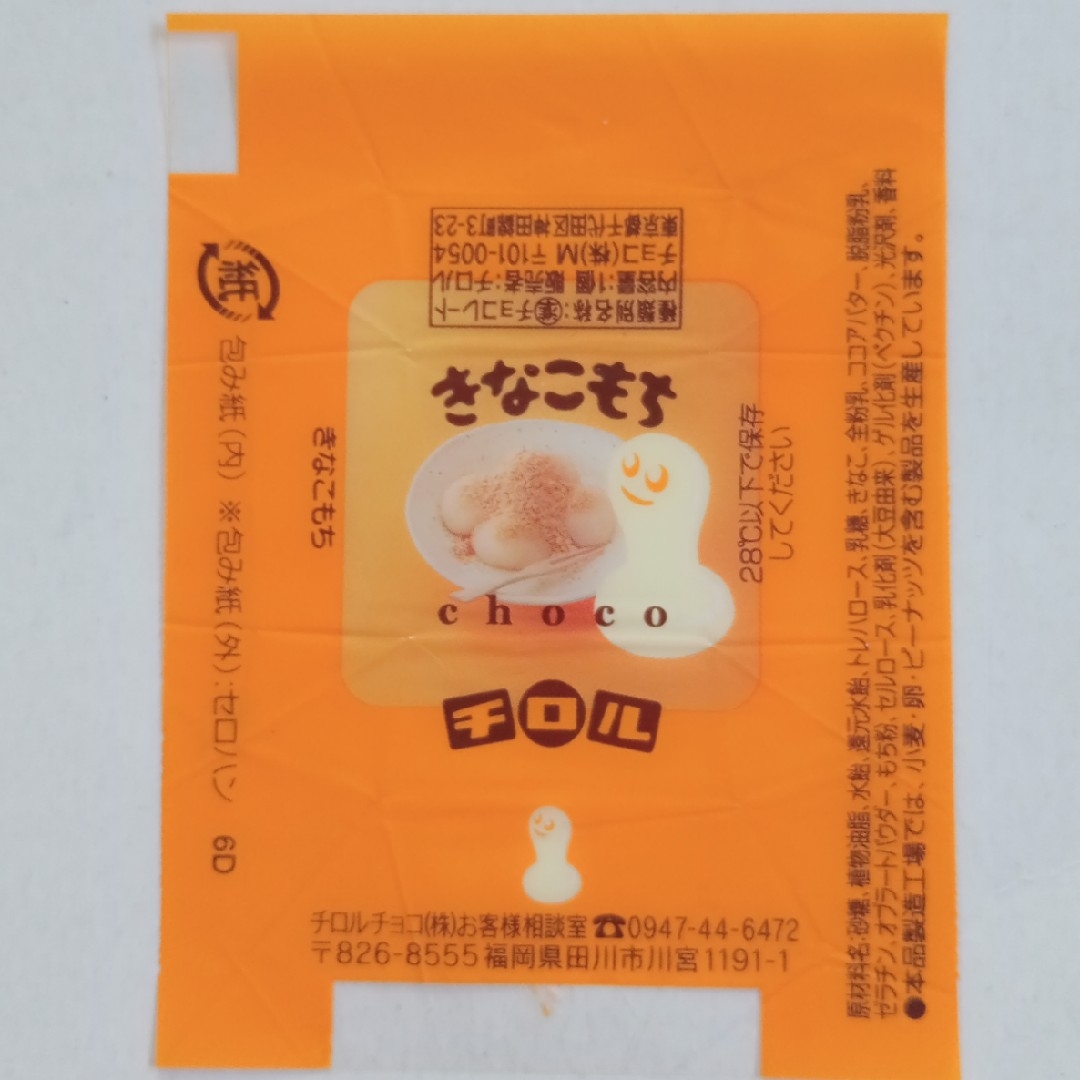 種類別名称:準チョコレート
内容量:1個 販売者:チロル
チョコ(株)M 〒101-0054
東京都千代田区神田錦町3-23
きなこもち
choco
チロル
チロルチョコ(株)お客様相談室☎0947-44-6472
〒826-8555福岡県田川市川宮1191-1
28℃以下で保存
してください
きなこもち
紙
包み紙(内) ※包み紙(外):セロハン 6D
原材料名:砂糖、植物油脂、水飴、還元水飴、トレハロース、乳糖、きなこ、全粉乳、ココアバター、脱脂粉乳、
ゼラチン、オブラートパウダー、もち粉、セルロース、乳化剤(大豆由来)、ゲル化剤(ペクチン)、光沢剤、香料
●本品製造工場では、小麦・卵・ピーナッツを含む製品を生産しています。